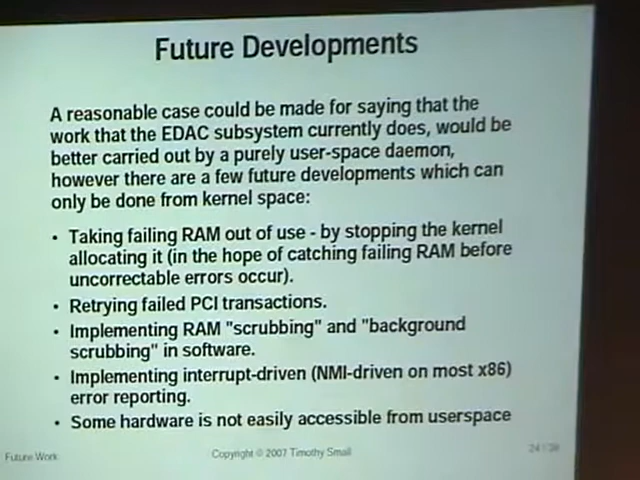 Future Developments
A reasonable case could be made for saying that the
work that the EDAC subsystem currently does, would be
better carried out by a purely user-space daemon,
however there are a few future developments which can
only be done from kernel space:
• Taking failing RAM out of use - by stopping the kernel
allocating it (in the hope of catching failing RAM before
uncorrectable errors occur).
• Retrying failed PCI transactions.
• Implementing RAM "scrubbing" and "background
scrubbing" in software.
• Implementing interrupt-driven (NMI-driven on most x86)
error reporting.
• Some hardware is not easily accessible from userspace
Future Work
Copyright © 2007 Timothy Small